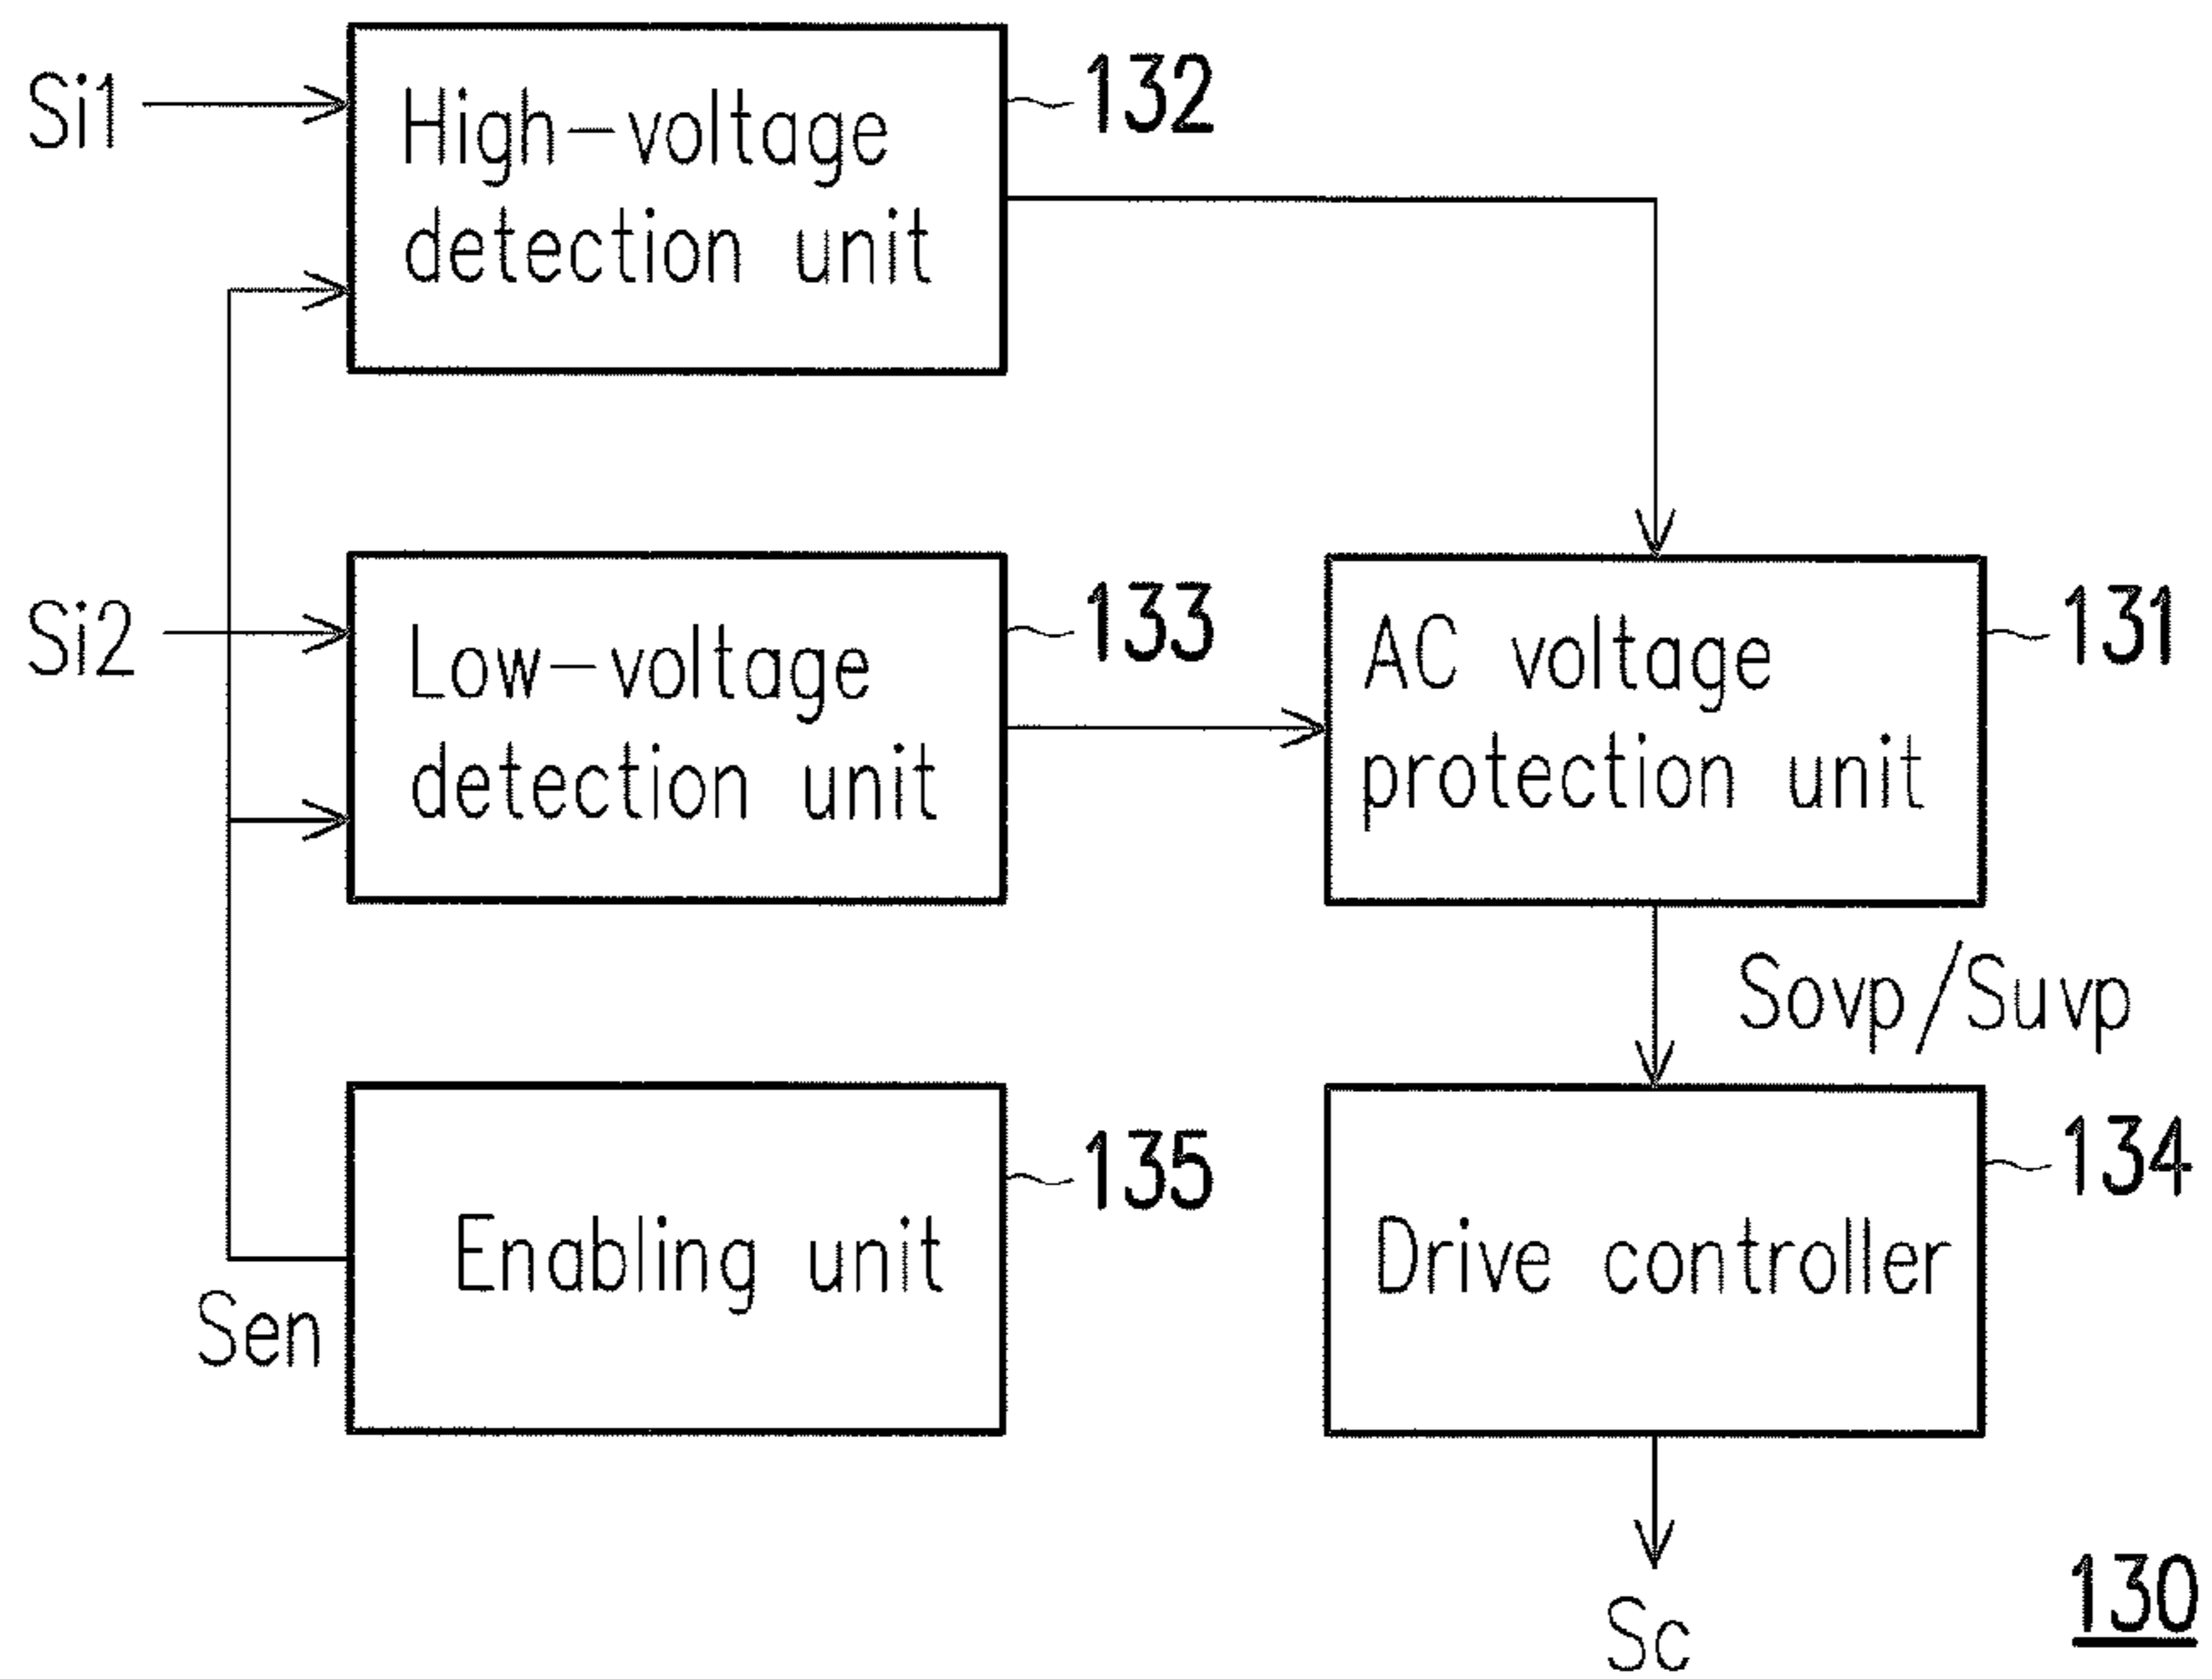 Si1
High-voltage
detection unit
132
Si2
Low-voltage
detection unit
133
AC voltage
protection unit
131
Sovp/Suvp
Enabling unit
135
Sen
Drive controller
134
Sc
130